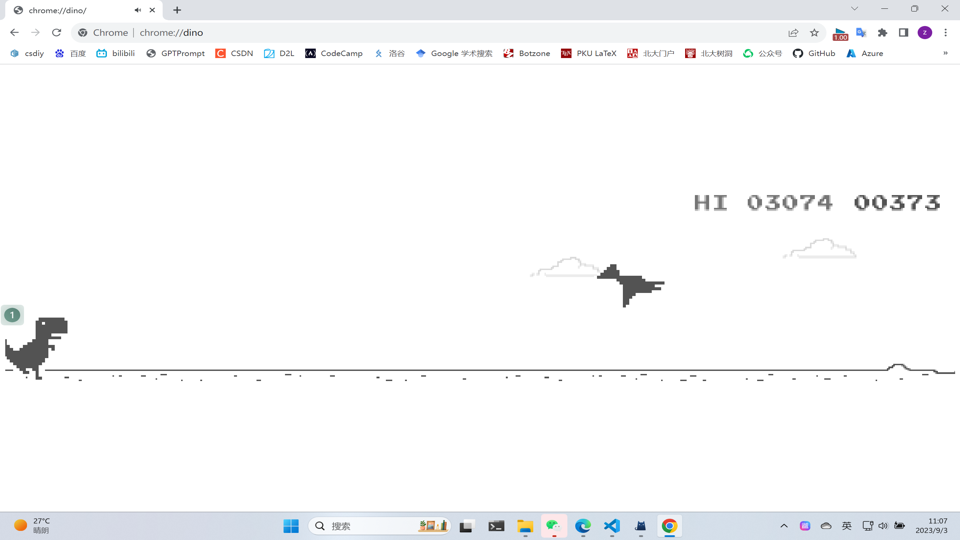 chrome://dino/
Chrome | chrome://dino
1.00
z
csdiy 百度 bilibili GPTPrompt CSDN D2L CodeCamp 洛谷 Google 学术搜索 Botzone PKU LaTeX 北大门户 北大树洞 公众号 GitHub Azure »
HI 03074 00373
1
27°C
晴朗
搜索
英
11:07
2023/9/3